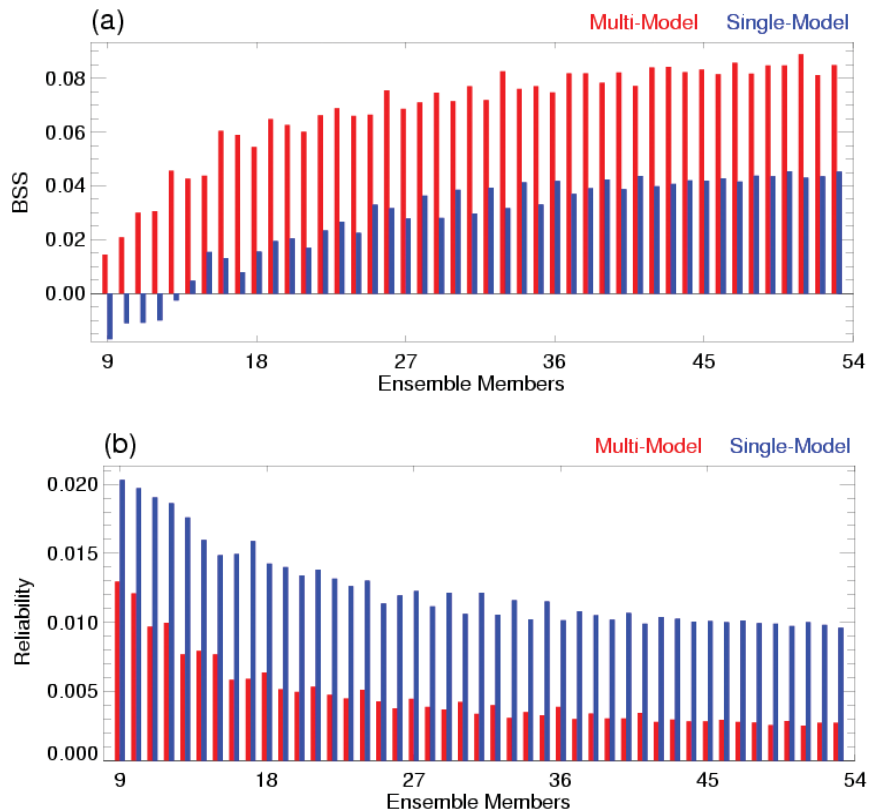 (a)
Multi-Model Single-Model
0.08
0.06
0.04
0.02
0.00
BSS
9 18 27 36 45 54
Ensemble Members
(b)
Multi-Model Single-Model
0.020
0.015
0.010
0.005
0.000
Reliability
9 18 27 36 45 54
Ensemble Members